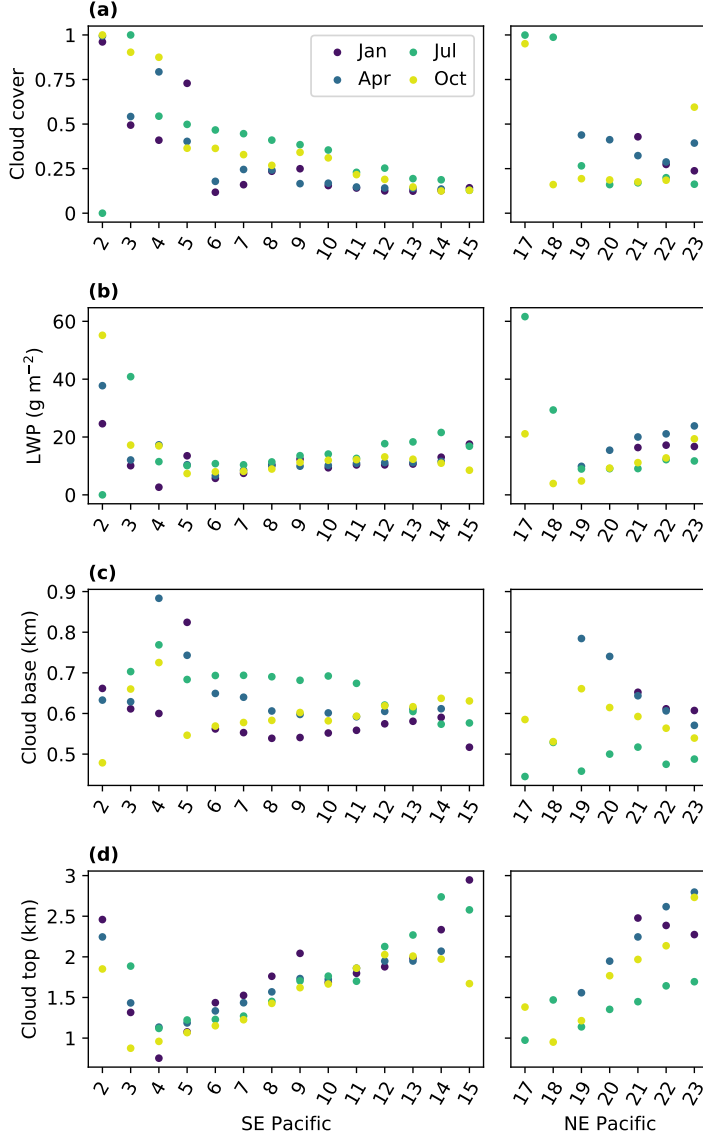 (a)
Cloud cover
1
0.75
0.5
0.25
0
Jan Jul
Apr Oct
2 3 4 5 6 7 8 9 10 11 12 13 14 15 17 18 19 20 21 22 23
(b)
LWP (g m−2)
60
40
20
0
2 3 4 5 6 7 8 9 10 11 12 13 14 15 17 18 19 20 21 22 23
(c)
Cloud base (km)
0.9
0.8
0.7
0.6
0.5
2 3 4 5 6 7 8 9 10 11 12 13 14 15 17 18 19 20 21 22 23
(d)
Cloud top (km)
3
2.5
2
1.5
1
2 3 4 5 6 7 8 9 10 11 12 13 14 15 17 18 19 20 21 22 23
SE Pacific NE Pacific